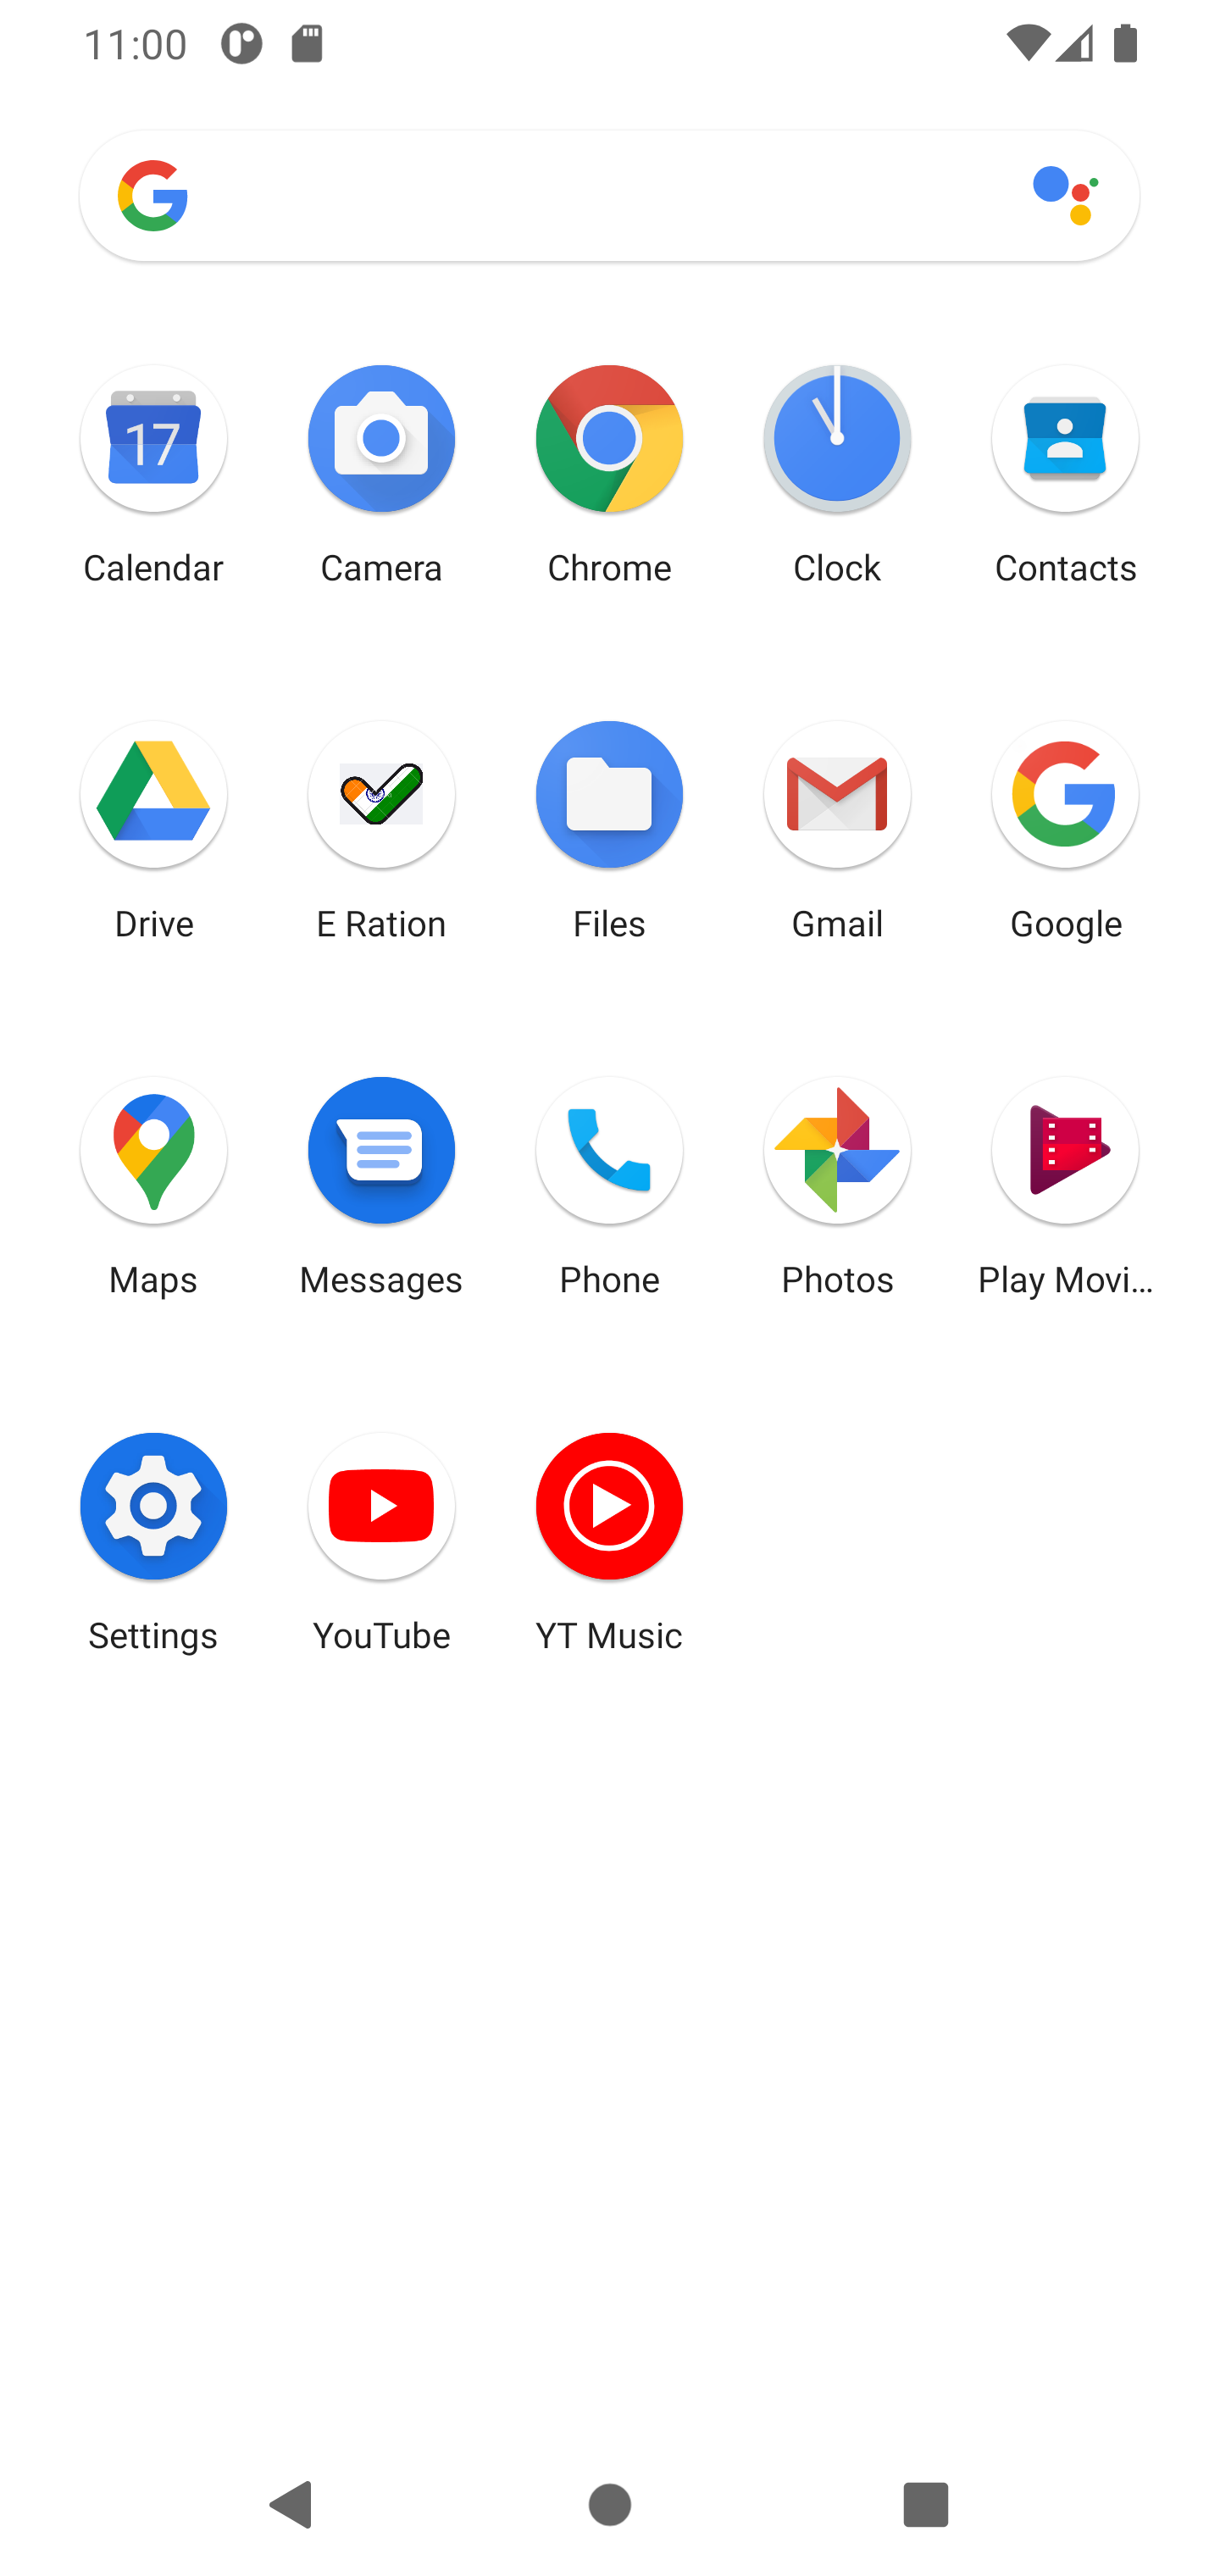 11:00
17
Calendar
Camera
Chrome
Clock
Contacts
Drive
E Ration
Files
Gmail
Google
Maps
Messages
Phone
Photos
Play Movi...
Settings
YouTube
YT Music